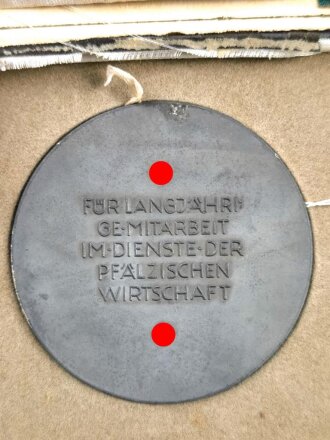 FÜR LANGJÄHRI-
GE·MITARBEIT
IM·DIENSTE·DER
PFÄLZISCHEN
WIRTSCHAFT